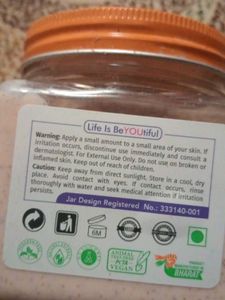 Life Is BeYOUtiful
Warning: Apply a small amount to a small area of your skin. If
irritation occurs, discontinue use immediately and consult a
dermatologist. For External Use Only. Do not use on broken or
inflamed skin. Keep out of reach of children.
Caution: Keep away from direct sunlight. Store in a cool, dry
place. Avoid contact with eyes. If contact occurs, rinse
thoroughly with water and seek medical attention if irritation
persists.
Jar Design Registered No.: 333140-001
6M
ANIMAL
VEGAN
BHARAT